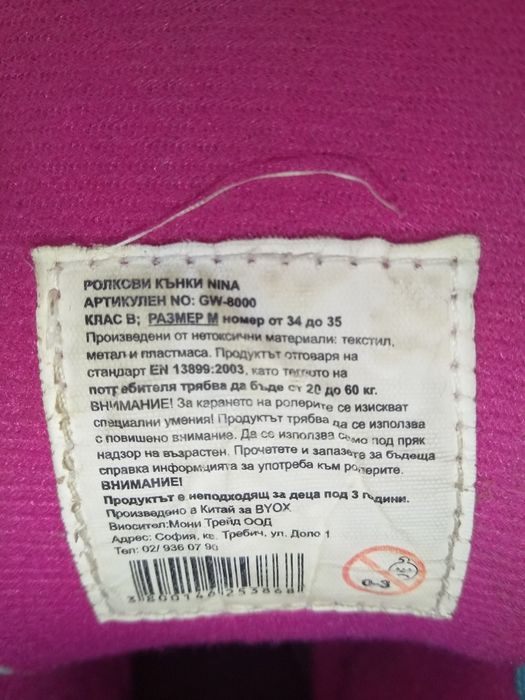 РОЛКОВИ КЪНКИ NINA
АРТИКУЛЕН NO: GW-8000
КЛАС B; РАЗМЕР M номер от 34 до 35
Произведени от нетоксични материали: текстил,
метал и пластмаса. Продуктът отговаря на
стандарт EN 13899:2003, като теглото на
потребителя трябва да бъде от 20 до 60 кг.
ВНИМАНИЕ! За карането на ролерите се изискват
специални умения! Продуктът трябва да се използва
с повишено внимание. Да се използва само под пряк
надзор на възрастен. Прочетете и запазете за бъдеща
справка информцията за употреба към ролерите.
ВНИМАНИЕ!
Продуктът е неподходящ за деца под 3 години.
Произведено в Китай за BYOX
Вносител:Мони Трейд ООД
Адрес: София, кв. Требич, ул. Доло 1
Тел: 02/ 936 07 90
3 800146 253868
0-3